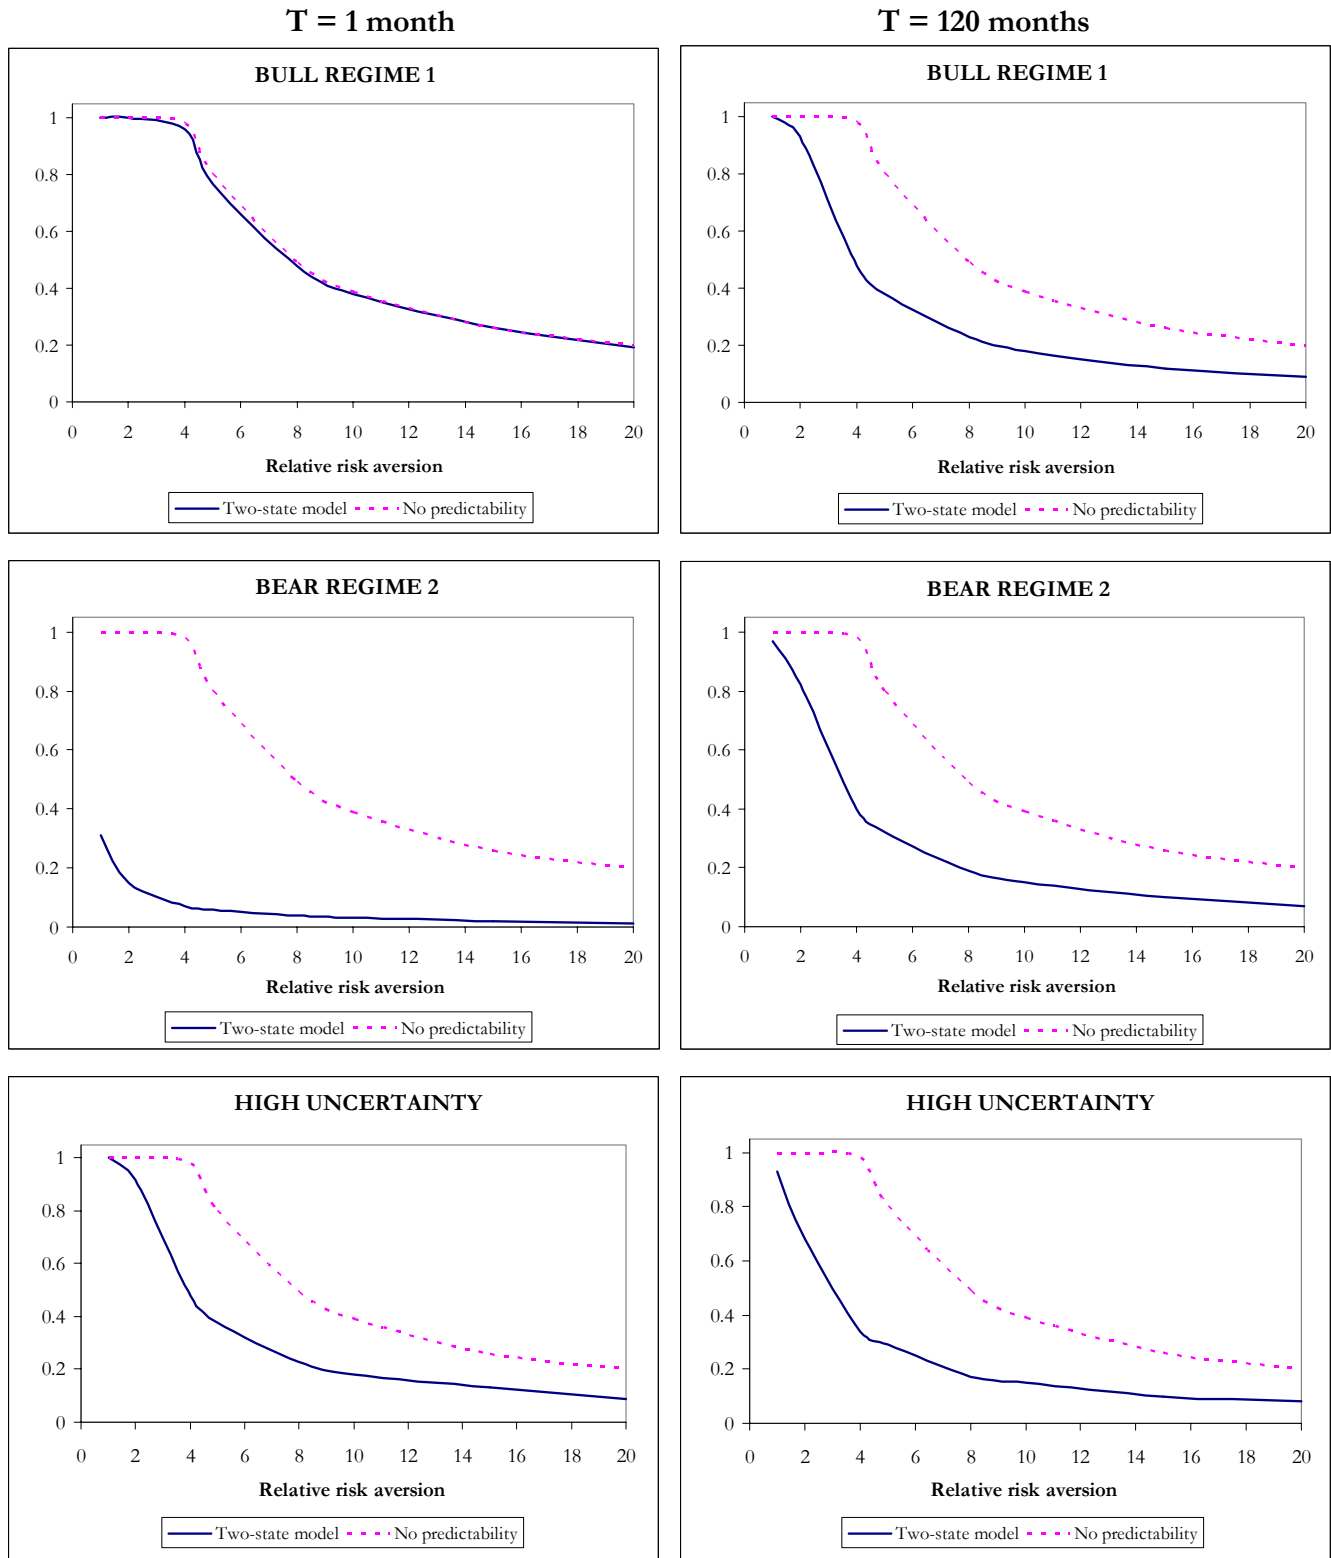 T = 1 month
T = 120 months
BULL REGIME 1
1
0.8
0.6
0.4
0.2
0
0 2 4 6 8 10 12 14 16 18 20
Relative risk aversion
Two-state model No predictability
BULL REGIME 1
1
0.8
0.6
0.4
0.2
0
0 2 4 6 8 10 12 14 16 18 20
Relative risk aversion
Two-state model No predictability
BEAR REGIME 2
1
0.8
0.6
0.4
0.2
0
0 2 4 6 8 10 12 14 16 18 20
Relative risk aversion
Two-state model No predictability
BEAR REGIME 2
1
0.8
0.6
0.4
0.2
0
0 2 4 6 8 10 12 14 16 18 20
Relative risk aversion
Two-state model No predictability
HIGH UNCERTAINTY
1
0.8
0.6
0.4
0.2
0
0 2 4 6 8 10 12 14 16 18 20
Relative risk aversion
Two-state model No predictability
HIGH UNCERTAINTY
1
0.8
0.6
0.4
0.2
0
0 2 4 6 8 10 12 14 16 18 20
Relative risk aversion
Two-state model No predictability